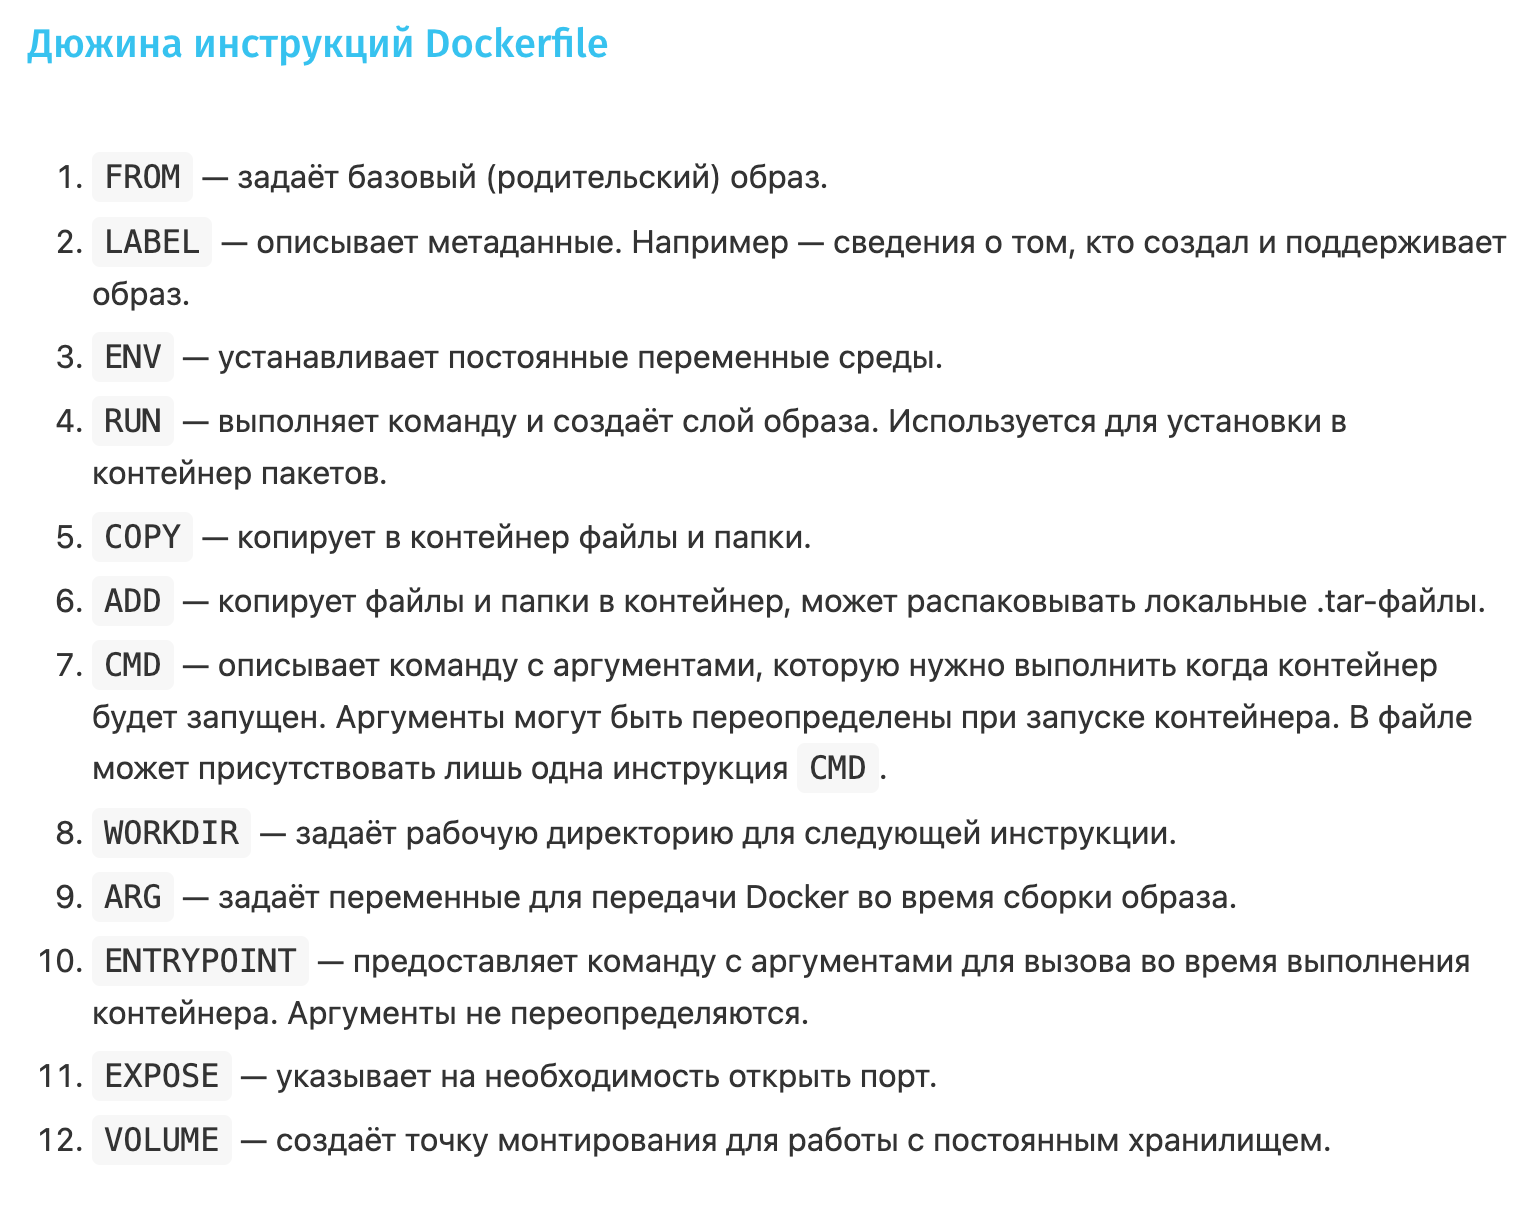 Дюжина инструкций Dockerfile
1. FROM — задаёт базовый (родительский) образ.
2. LABEL — описывает метаданные. Например — сведения о том, кто создал и поддерживает
образ.
3. ENV — устанавливает постоянные переменные среды.
4. RUN — выполняет команду и создаёт слой образа. Используется для установки в
контейнер пакетов.
5. COPY — копирует в контейнер файлы и папки.
6. ADD — копирует файлы и папки в контейнер, может распаковывать локальные .tar-файлы.
7. CMD — описывает команду с аргументами, которую нужно выполнить когда контейнер
будет запущен. Аргументы могут быть переопределены при запуске контейнера. В файле
может присутствовать лишь одна инструкция CMD.
8. WORKDIR — задаёт рабочую директорию для следующей инструкции.
9. ARG — задаёт переменные для передачи Docker во время сборки образа.
10. ENTRYPOINT — предоставляет команду с аргументами для вызова во время выполнения
контейнера. Аргументы не переопределяются.
11. EXPOSE — указывает на необходимость открыть порт.
12. VOLUME — создаёт точку монтирования для работы с постоянным хранилищем.